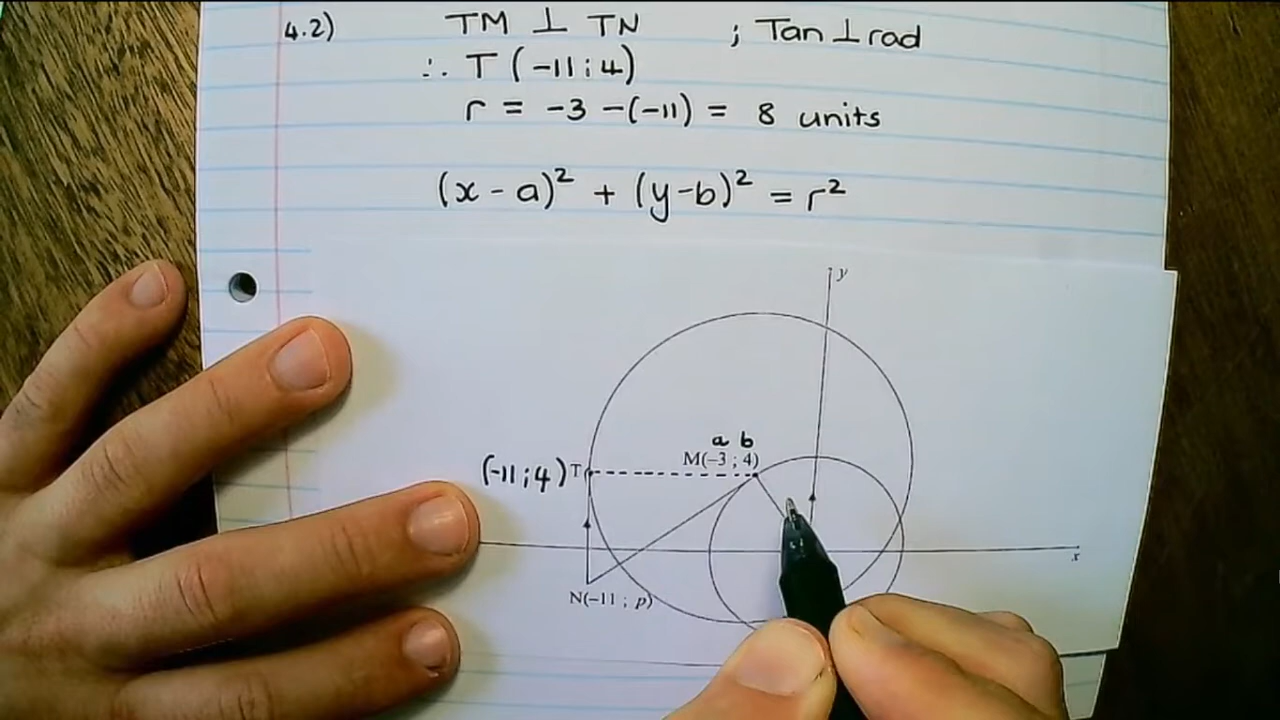 4.2) TM ⊥ TN ; Tan ⊥ rad
∴ T (-11 ; 4)
r = -3 - (-11) = 8 units
(x - a)² + (y - b)² = r²
y
a b
M(−3 ; 4)
(-11 ; 4) T
x
N(−11 ; p)